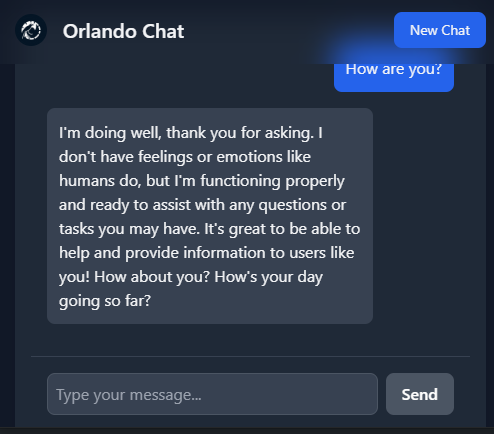 Orlando Chat
New Chat
How are you?
I'm doing well, thank you for asking. I
don't have feelings or emotions like
humans do, but I'm functioning properly
and ready to assist with any questions or
tasks you may have. It's great to be able to
help and provide information to users like
you! How about you? How's your day
going so far?
Type your message...
Send